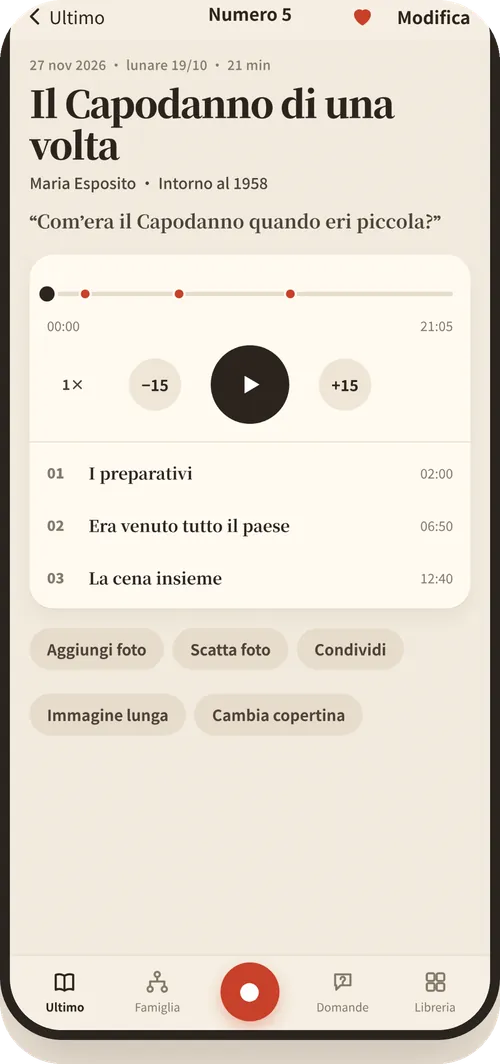 Ultimo
Numero 5
Modifica
27 nov 2026 • lunare 19/10 • 21 min
Il Capodanno di una
volta
Maria Esposito • Intorno al 1958
“Com’era il Capodanno quando eri piccola?”
00:00
21:05
1×
−15
+15
01 I preparativi 02:00
02 Era venuto tutto il paese 06:50
03 La cena insieme 12:40
Aggiungi foto
Scatta foto
Condividi
Immagine lunga
Cambia copertina
Ultimo
Famiglia
Domande
Libreria